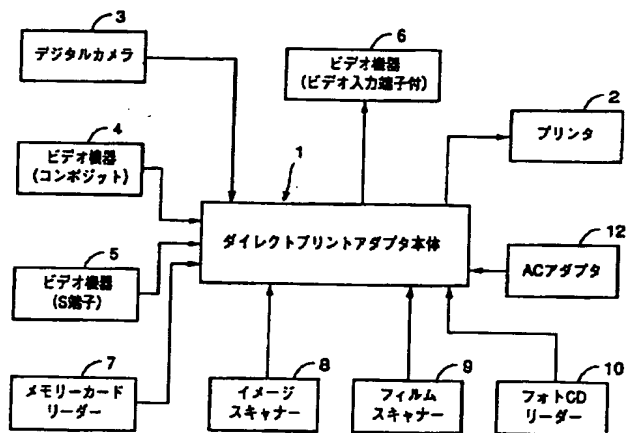 3
デジタルカメラ
6
ビデオ機器
(ビデオ入力端子付)
2
プリンタ
4
ビデオ機器
(コンポジット)
1
ダイレクトプリントアダプタ本体
12
ACアダプタ
5
ビデオ機器
(S端子)
7
メモリーカード
リーダー
8
イメージ
スキャナー
9
フィルム
スキャナー
10
フォトCD
リーダー